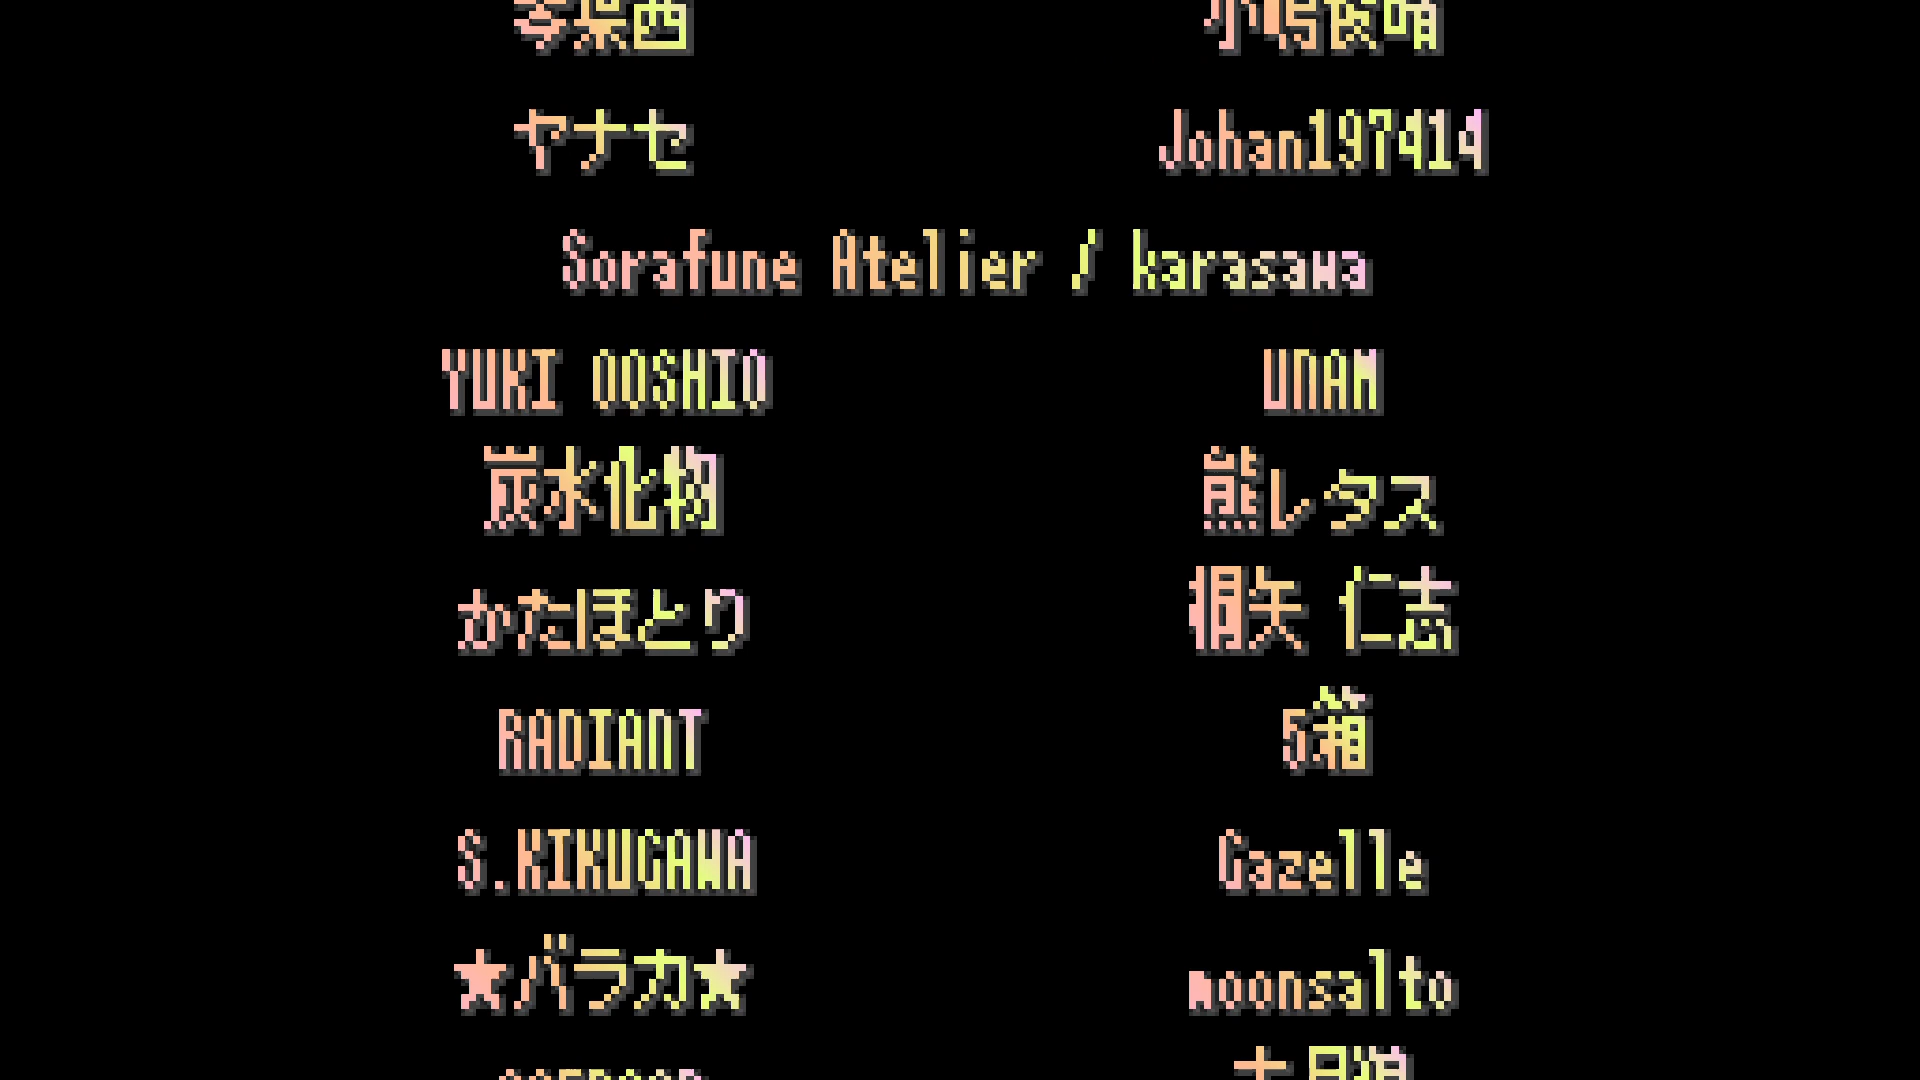 ヤナセ
Johan197414
Sorafune Atelier / karasawa
YUKI OOSHIO
UNAN
炭水化物
熊レタス
かたほとり
桐矢 仁志
RADIANT
5箱
S.KIKUGAWA
Gazelle
★バラカ★
moonsalto